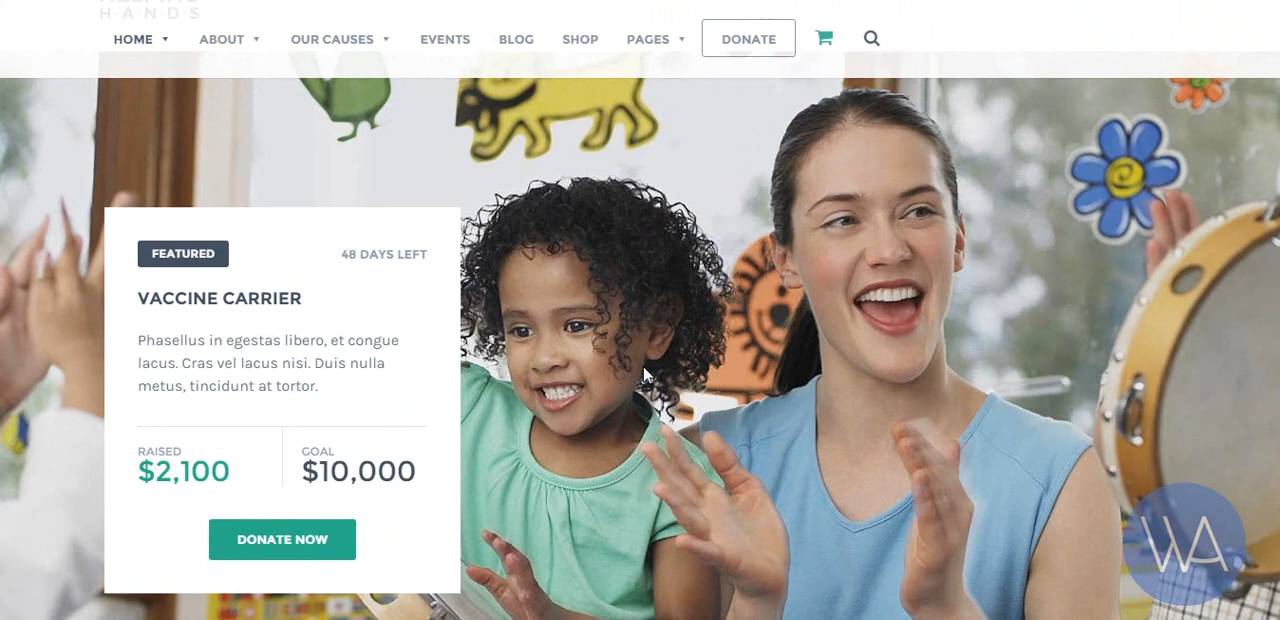 H·A·N·D·S
HOME ABOUT OUR CAUSES EVENTS BLOG SHOP PAGES DONATE
FEATURED 48 DAYS LEFT
VACCINE CARRIER
Phasellus in egestas libero, et congue
lacus. Cras vel lacus nisi. Duis nulla
metus, tincidunt at tortor.
RAISED GOAL
$2,100 $10,000
DONATE NOW
WA